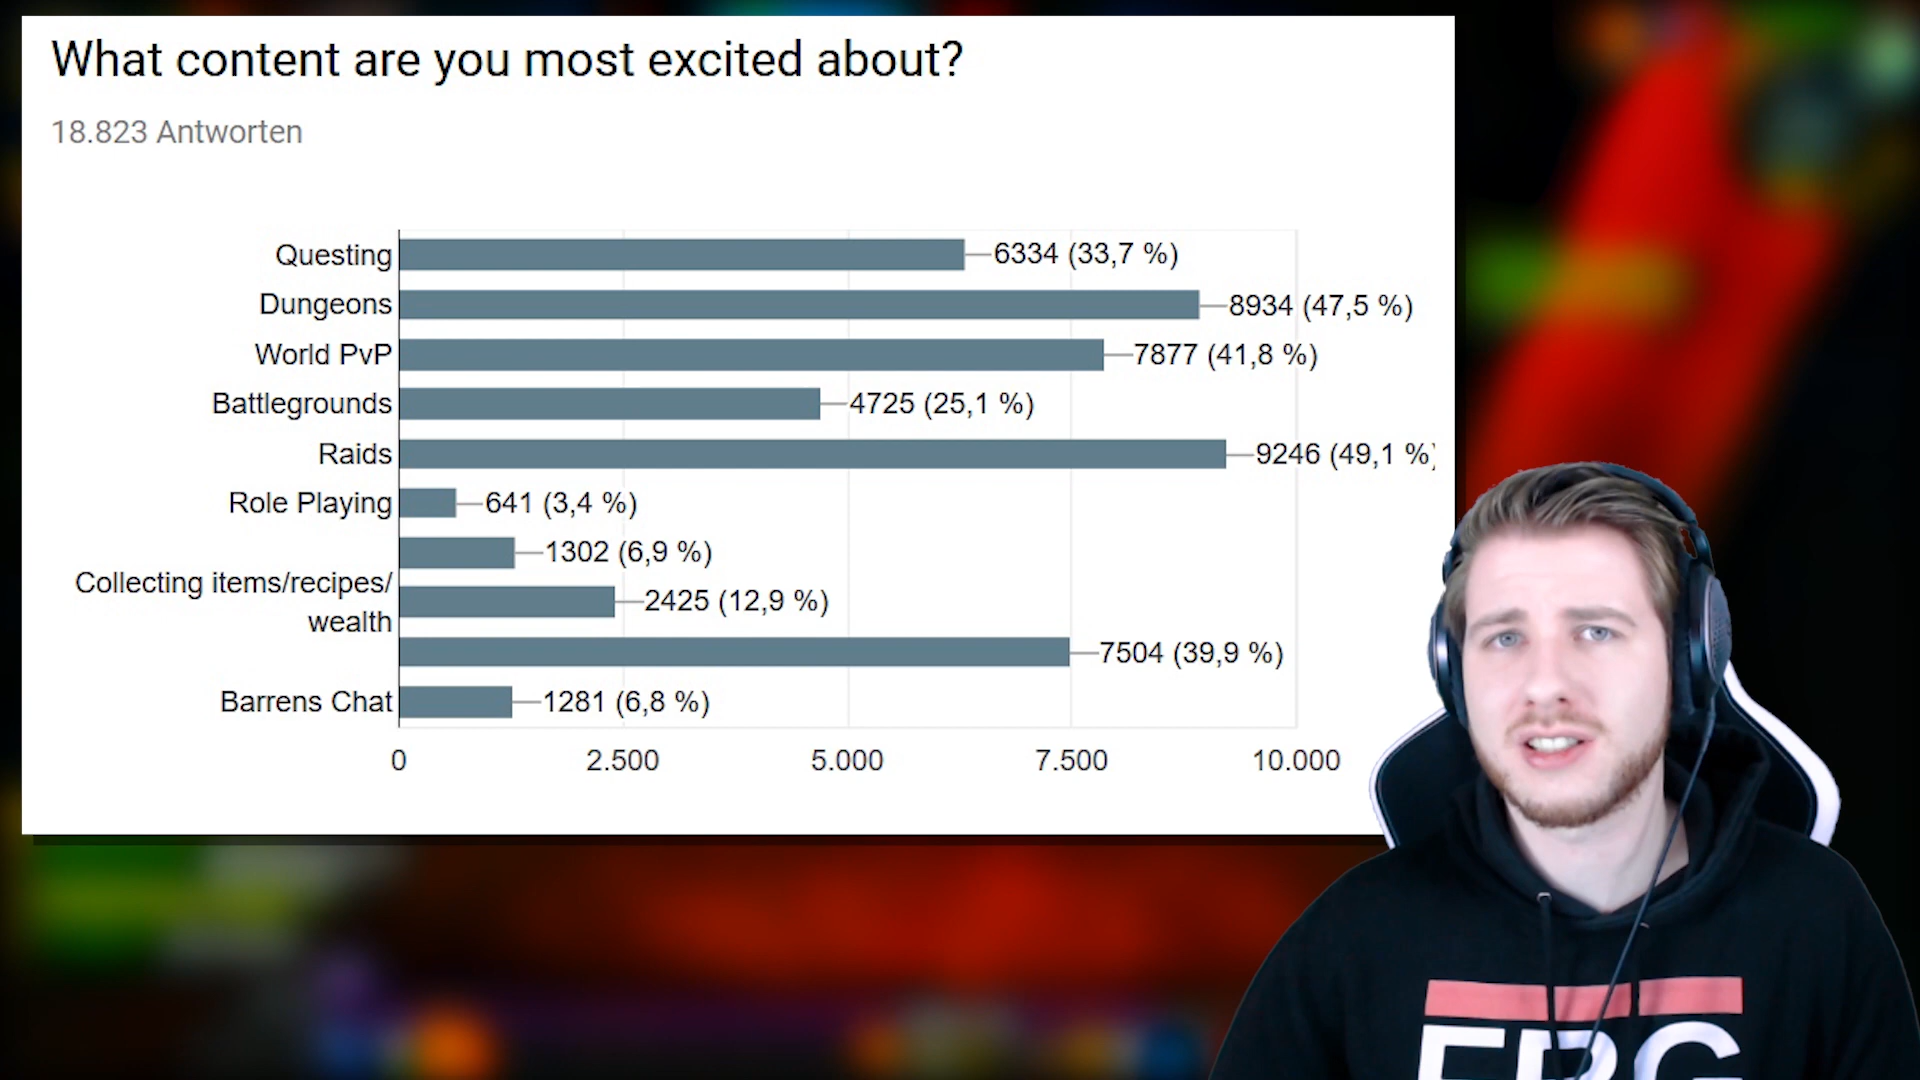 What content are you most excited about?
18.823 Antworten
Questing 6334 (33,7 %)
Dungeons 8934 (47,5 %)
World PvP 7877 (41,8 %)
Battlegrounds 4725 (25,1 %)
Raids 9246 (49,1 %)
Role Playing 641 (3,4 %)
1302 (6,9 %)
Collecting items/recipes/
2425 (12,9 %)
wealth
7504 (39,9 %)
Barrens Chat 1281 (6,8 %)
0 2.500 5.000 7.500 10.000